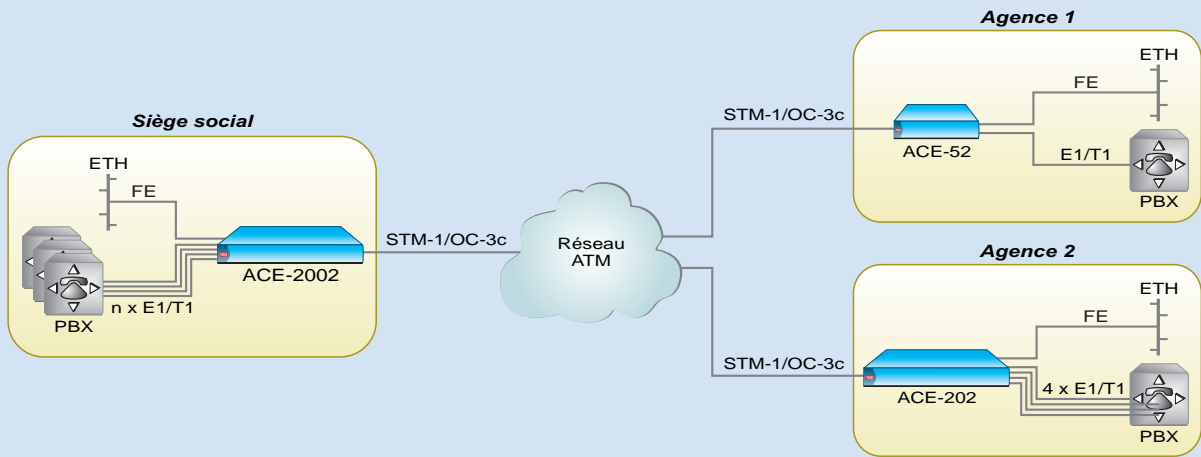 Siège social
ETH
FE
ACE-2002
n x E1/T1
PBX
STM-1/OC-3c
Réseau
ATM
Agence 1
ETH
FE
STM-1/OC-3c
ACE-52
E1/T1
PBX
Agence 2
ETH
FE
STM-1/OC-3c
ACE-202
4 x E1/T1
PBX